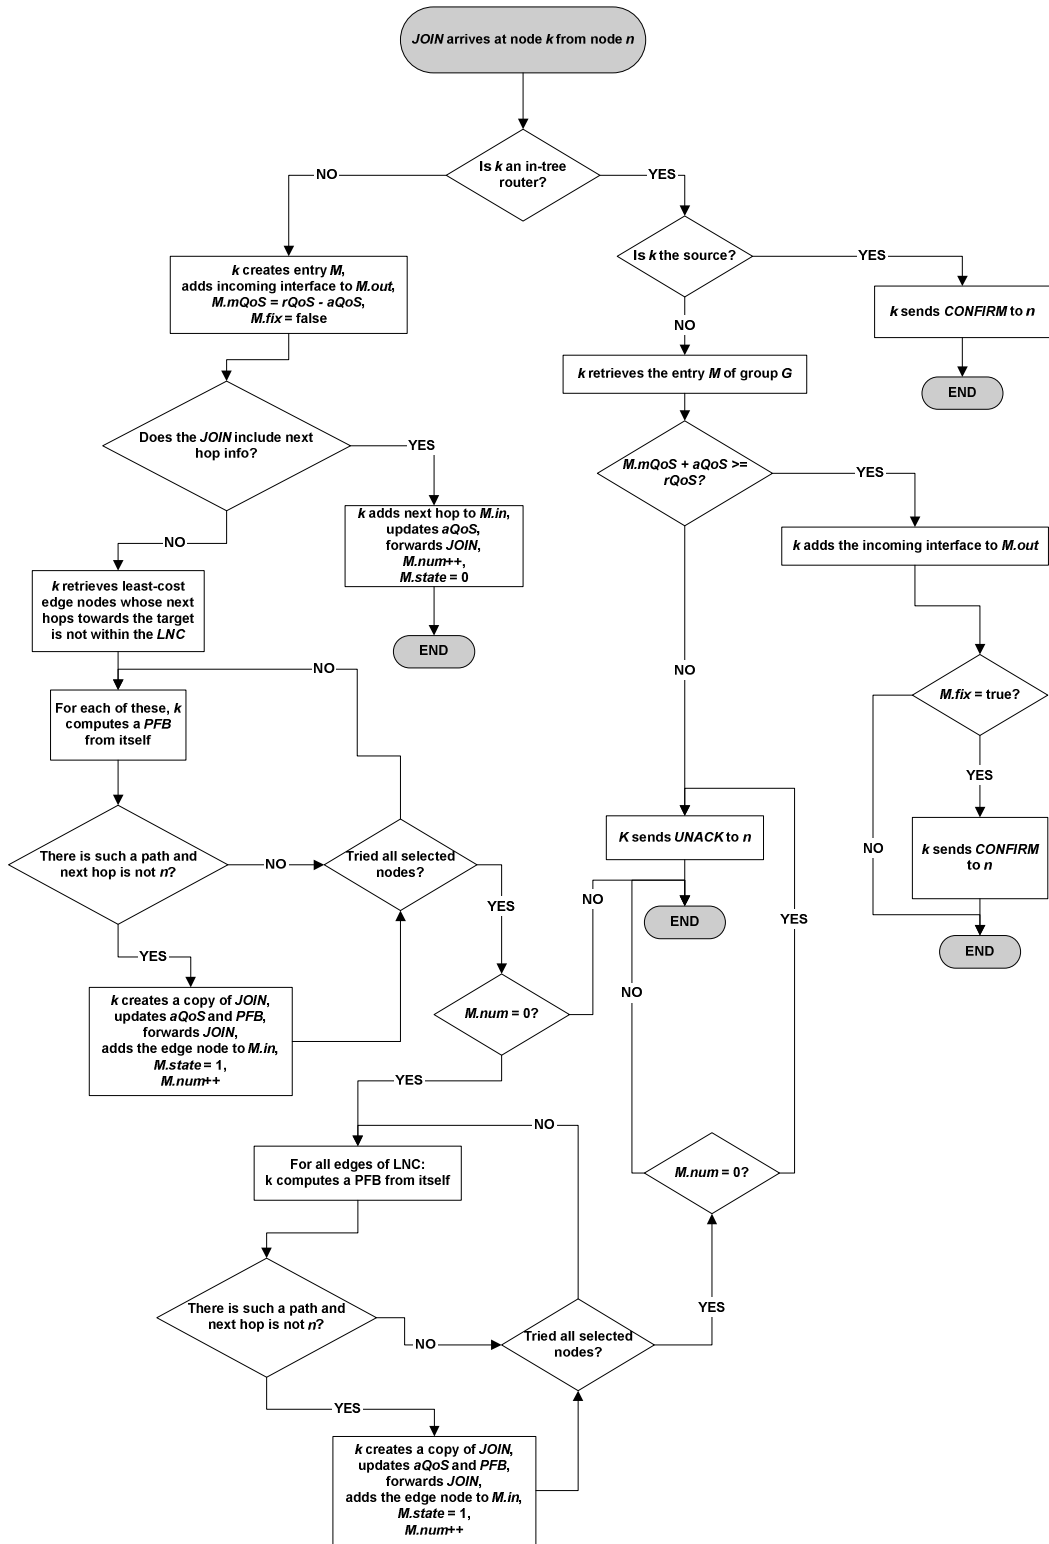 JOIN arrives at node k from node n
Is k an in-tree
router?
NO
YES
Is k the source?
YES
k creates entry M,
adds incoming interface to M.out,
M.mQoS = rQoS - aQoS,
M.fix = false
k sends CONFIRM to n
NO
k retrieves the entry M of group G
END
Does the JOIN include next
hop info?
YES
M.mQoS + aQoS >=
rQoS?
YES
k adds next hop to M.in,
updates aQoS,
forwards JOIN,
M.num++,
M.state = 0
k adds the incoming interface to M.out
NO
k retrieves least-cost
edge nodes whose next
hops towards the target
is not within the LNC
END
NO
NO
M.fix = true?
For each of these, k
computes a PFB
from itself
YES
K sends UNACK to n
k sends CONFIRM
to n
NO
There is such a path and
next hop is not n?
NO
Tried all selected
nodes?
YES
NO
END
YES
END
YES
NO
k creates a copy of JOIN,
updates aQoS and PFB,
forwards JOIN,
adds the edge node to M.in,
M.state = 1,
M.num++
M.num = 0?
YES
NO
For all edges of LNC:
k computes a PFB from itself
M.num = 0?
There is such a path and
next hop is not n?
NO
Tried all selected
nodes?
YES
YES
k creates a copy of JOIN,
updates aQoS and PFB,
forwards JOIN,
adds the edge node to M.in,
M.state = 1,
M.num++